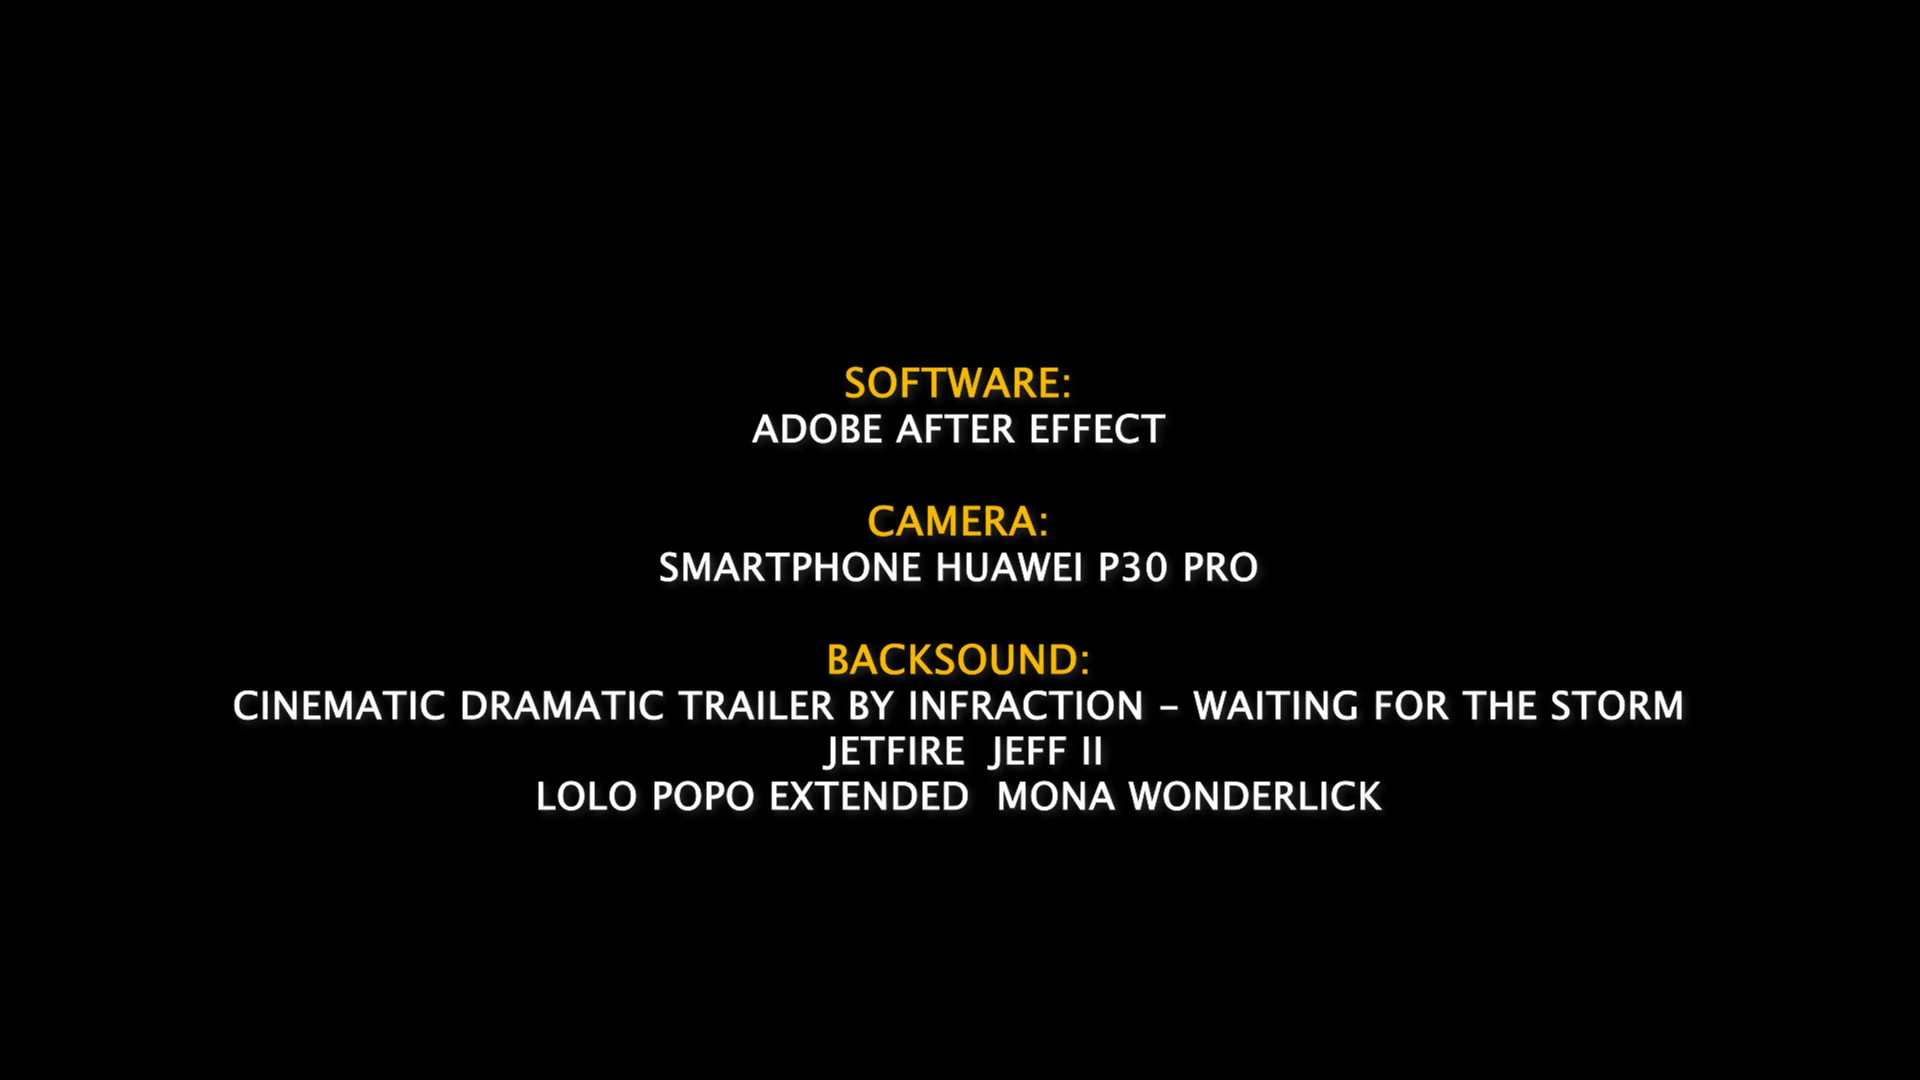 SOFTWARE:
ADOBE AFTER EFFECT
CAMERA:
SMARTPHONE HUAWEI P30 PRO
BACKSOUND:
CINEMATIC DRAMATIC TRAILER BY INFRACTION - WAITING FOR THE STORM
JETFIRE  JEFF II
LOLO POPO EXTENDED  MONA WONDERLICK